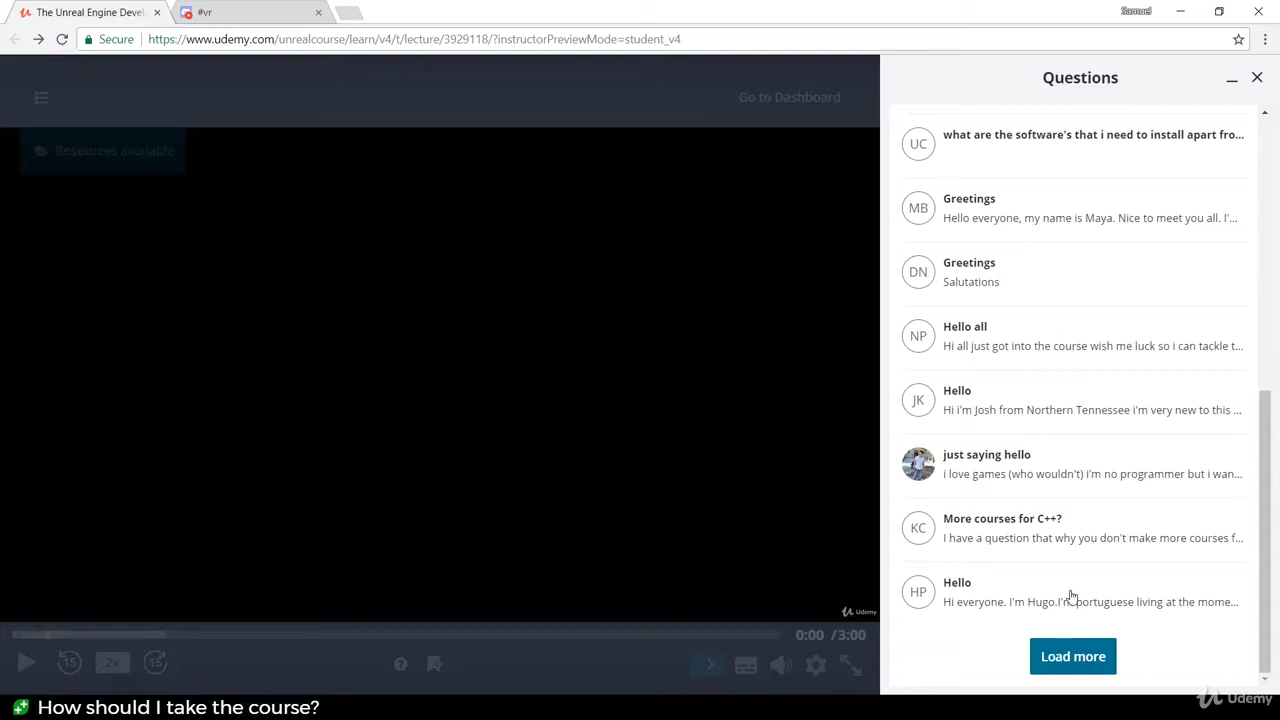 The Unreal Engine Devel
#vr
Samuel
Secure
https://www.udemy.com/unrealcourse/learn/v4/t/lecture/3929118/?instructorPreviewMode=student_v4
Go to Dashboard
Resources available
Questions
UC
what are the software's that i need to install apart fro...
MB
Greetings
Hello everyone, my name is Maya. Nice to meet you all. I'...
DN
Greetings
Salutations
NP
Hello all
Hi all just got into the course wish me luck so i can tackle t...
JK
Hello
Hi i'm Josh from Northern Tennessee i'm very new to this ...
just saying hello
i love games (who wouldn't) i'm no programmer but i wan...
KC
More courses for C++?
I have a question that why you don't make more courses f...
HP
Hello
Hi everyone. I'm Hugo.I'm portuguese living at the mome...
Load more
Udemy
0:00 / 3:00
15
2x
15
How should I take the course?
Udemy